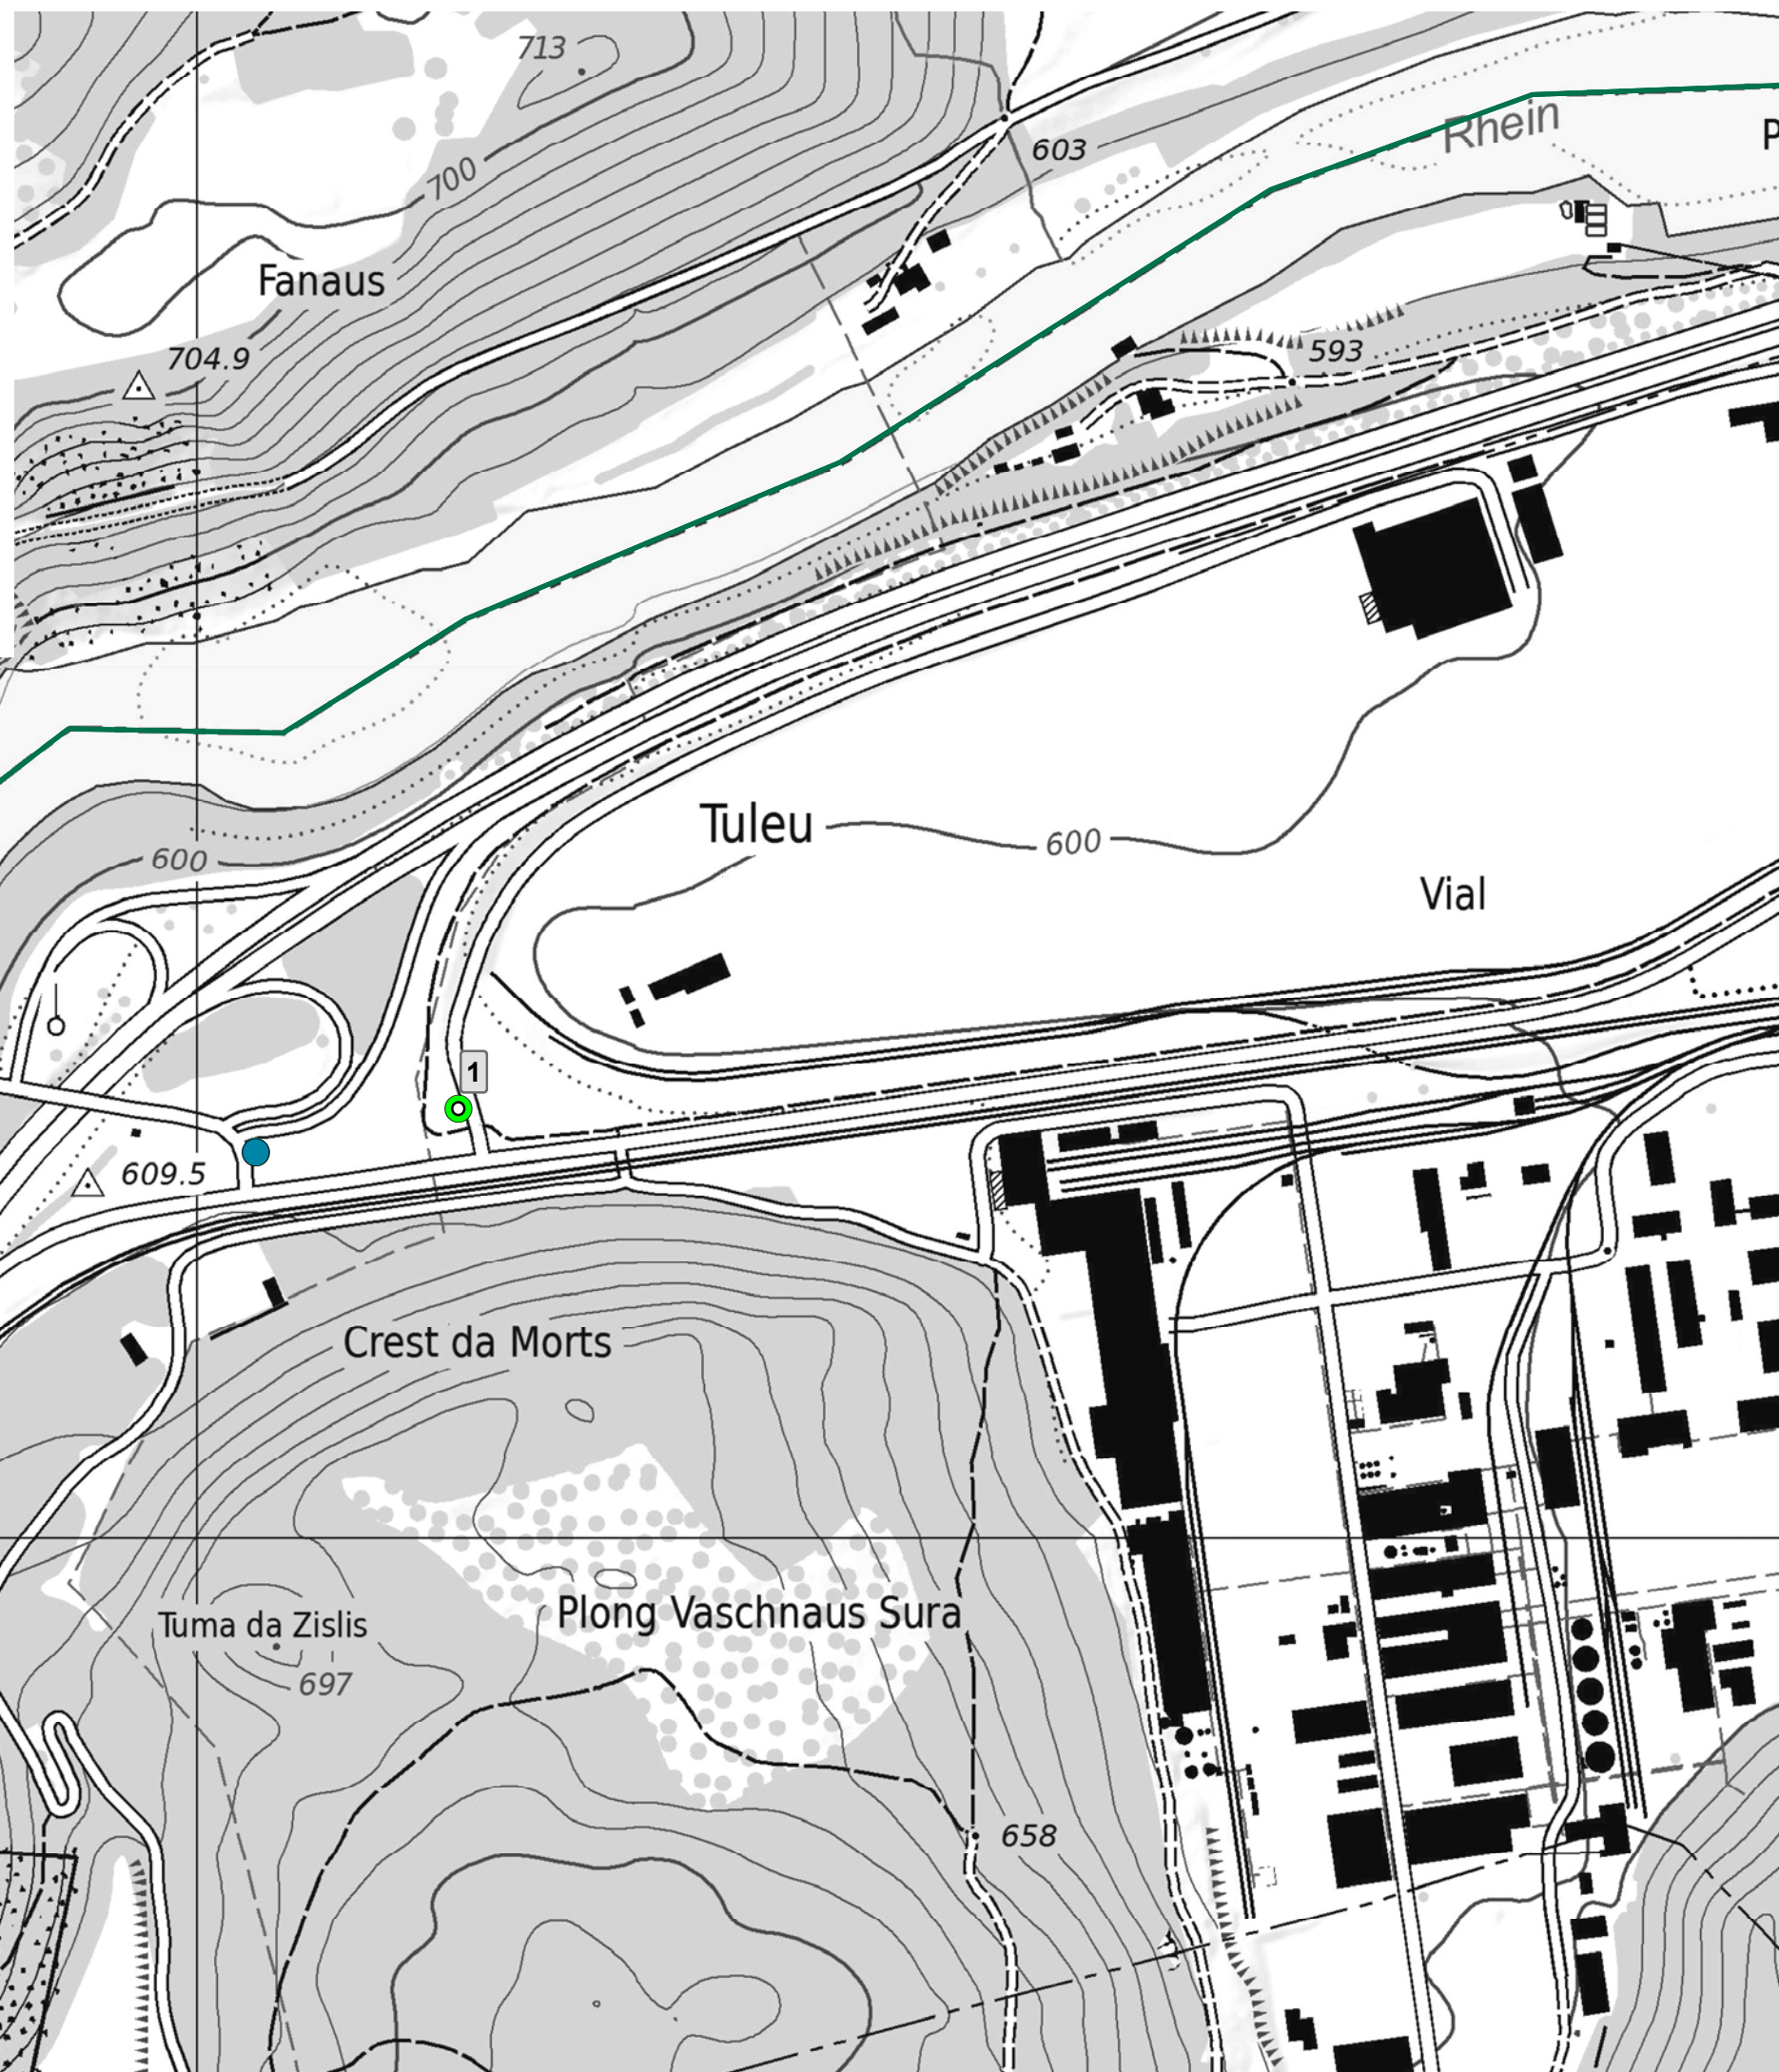 713
603
Rhein
P
700
Fanaus
704.9
593
Tuleu
600
600
Vial
1
609.5
Crest da Morts
Plong Vaschnaus Sura
Tuma da Zislis
697
658